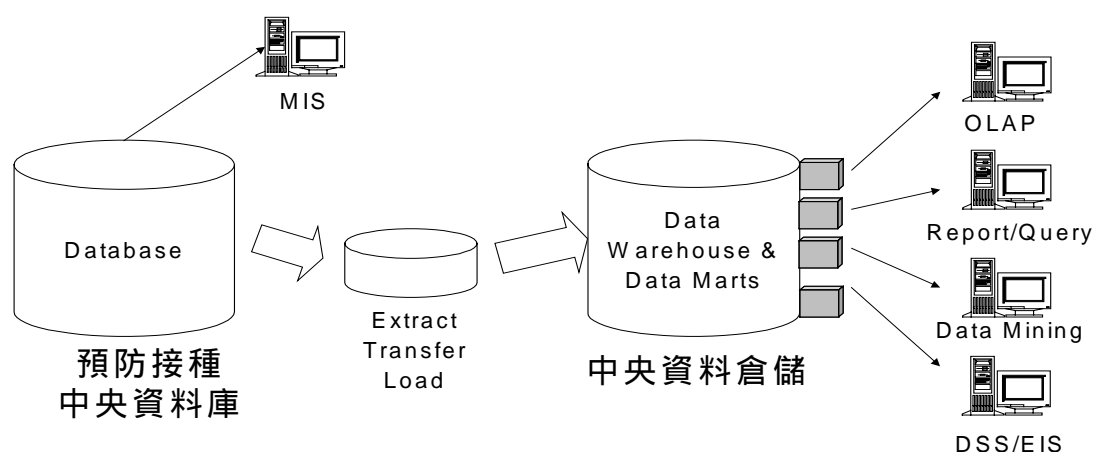 MIS
OLAP
Database
Data
Warehouse &
Data Marts
Report/Query
Extract
Transfer
Load
Data Mining
預防接種
中央資料庫
中央資料倉儲
DSS/EIS